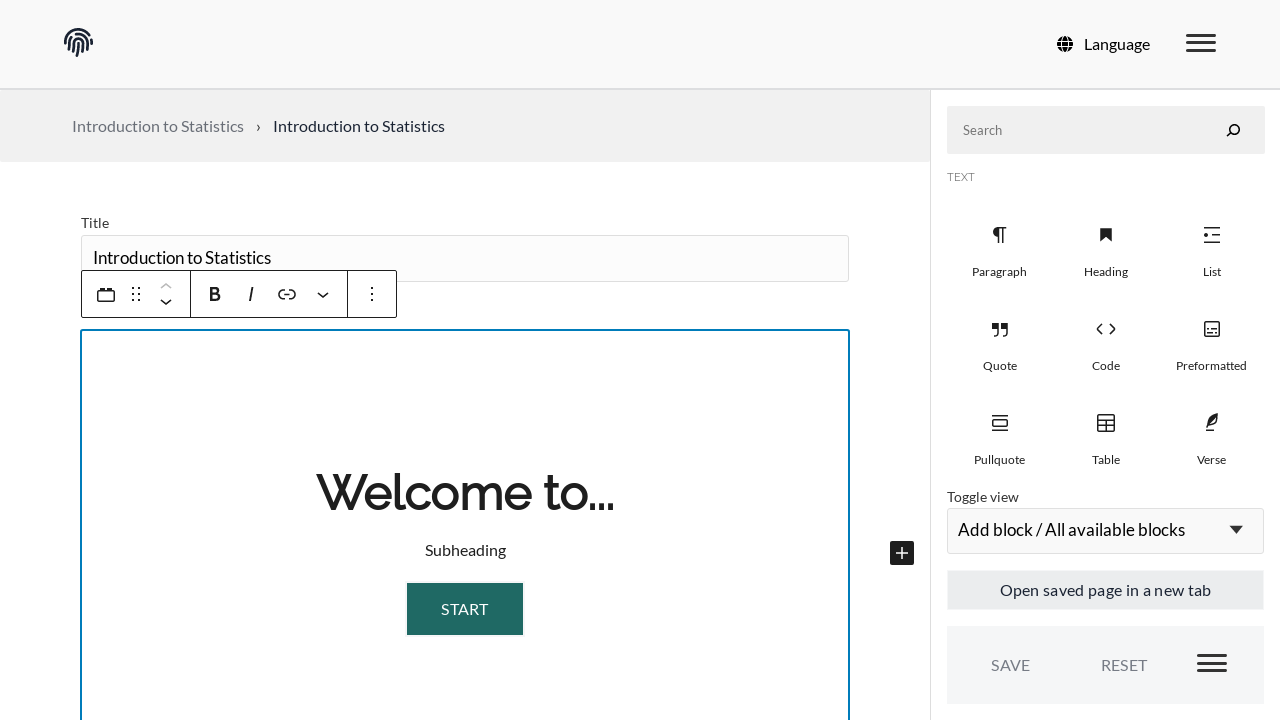 Language
Introduction to Statistics › Introduction to Statistics
Title
Introduction to Statistics
B I
Welcome to...
Subheading
START
Search
TEXT
Paragraph Heading List
Quote Code Preformatted
Pullquote Table Verse
Toggle view
Add block / All available blocks
Open saved page in a new tab
SAVE RESET